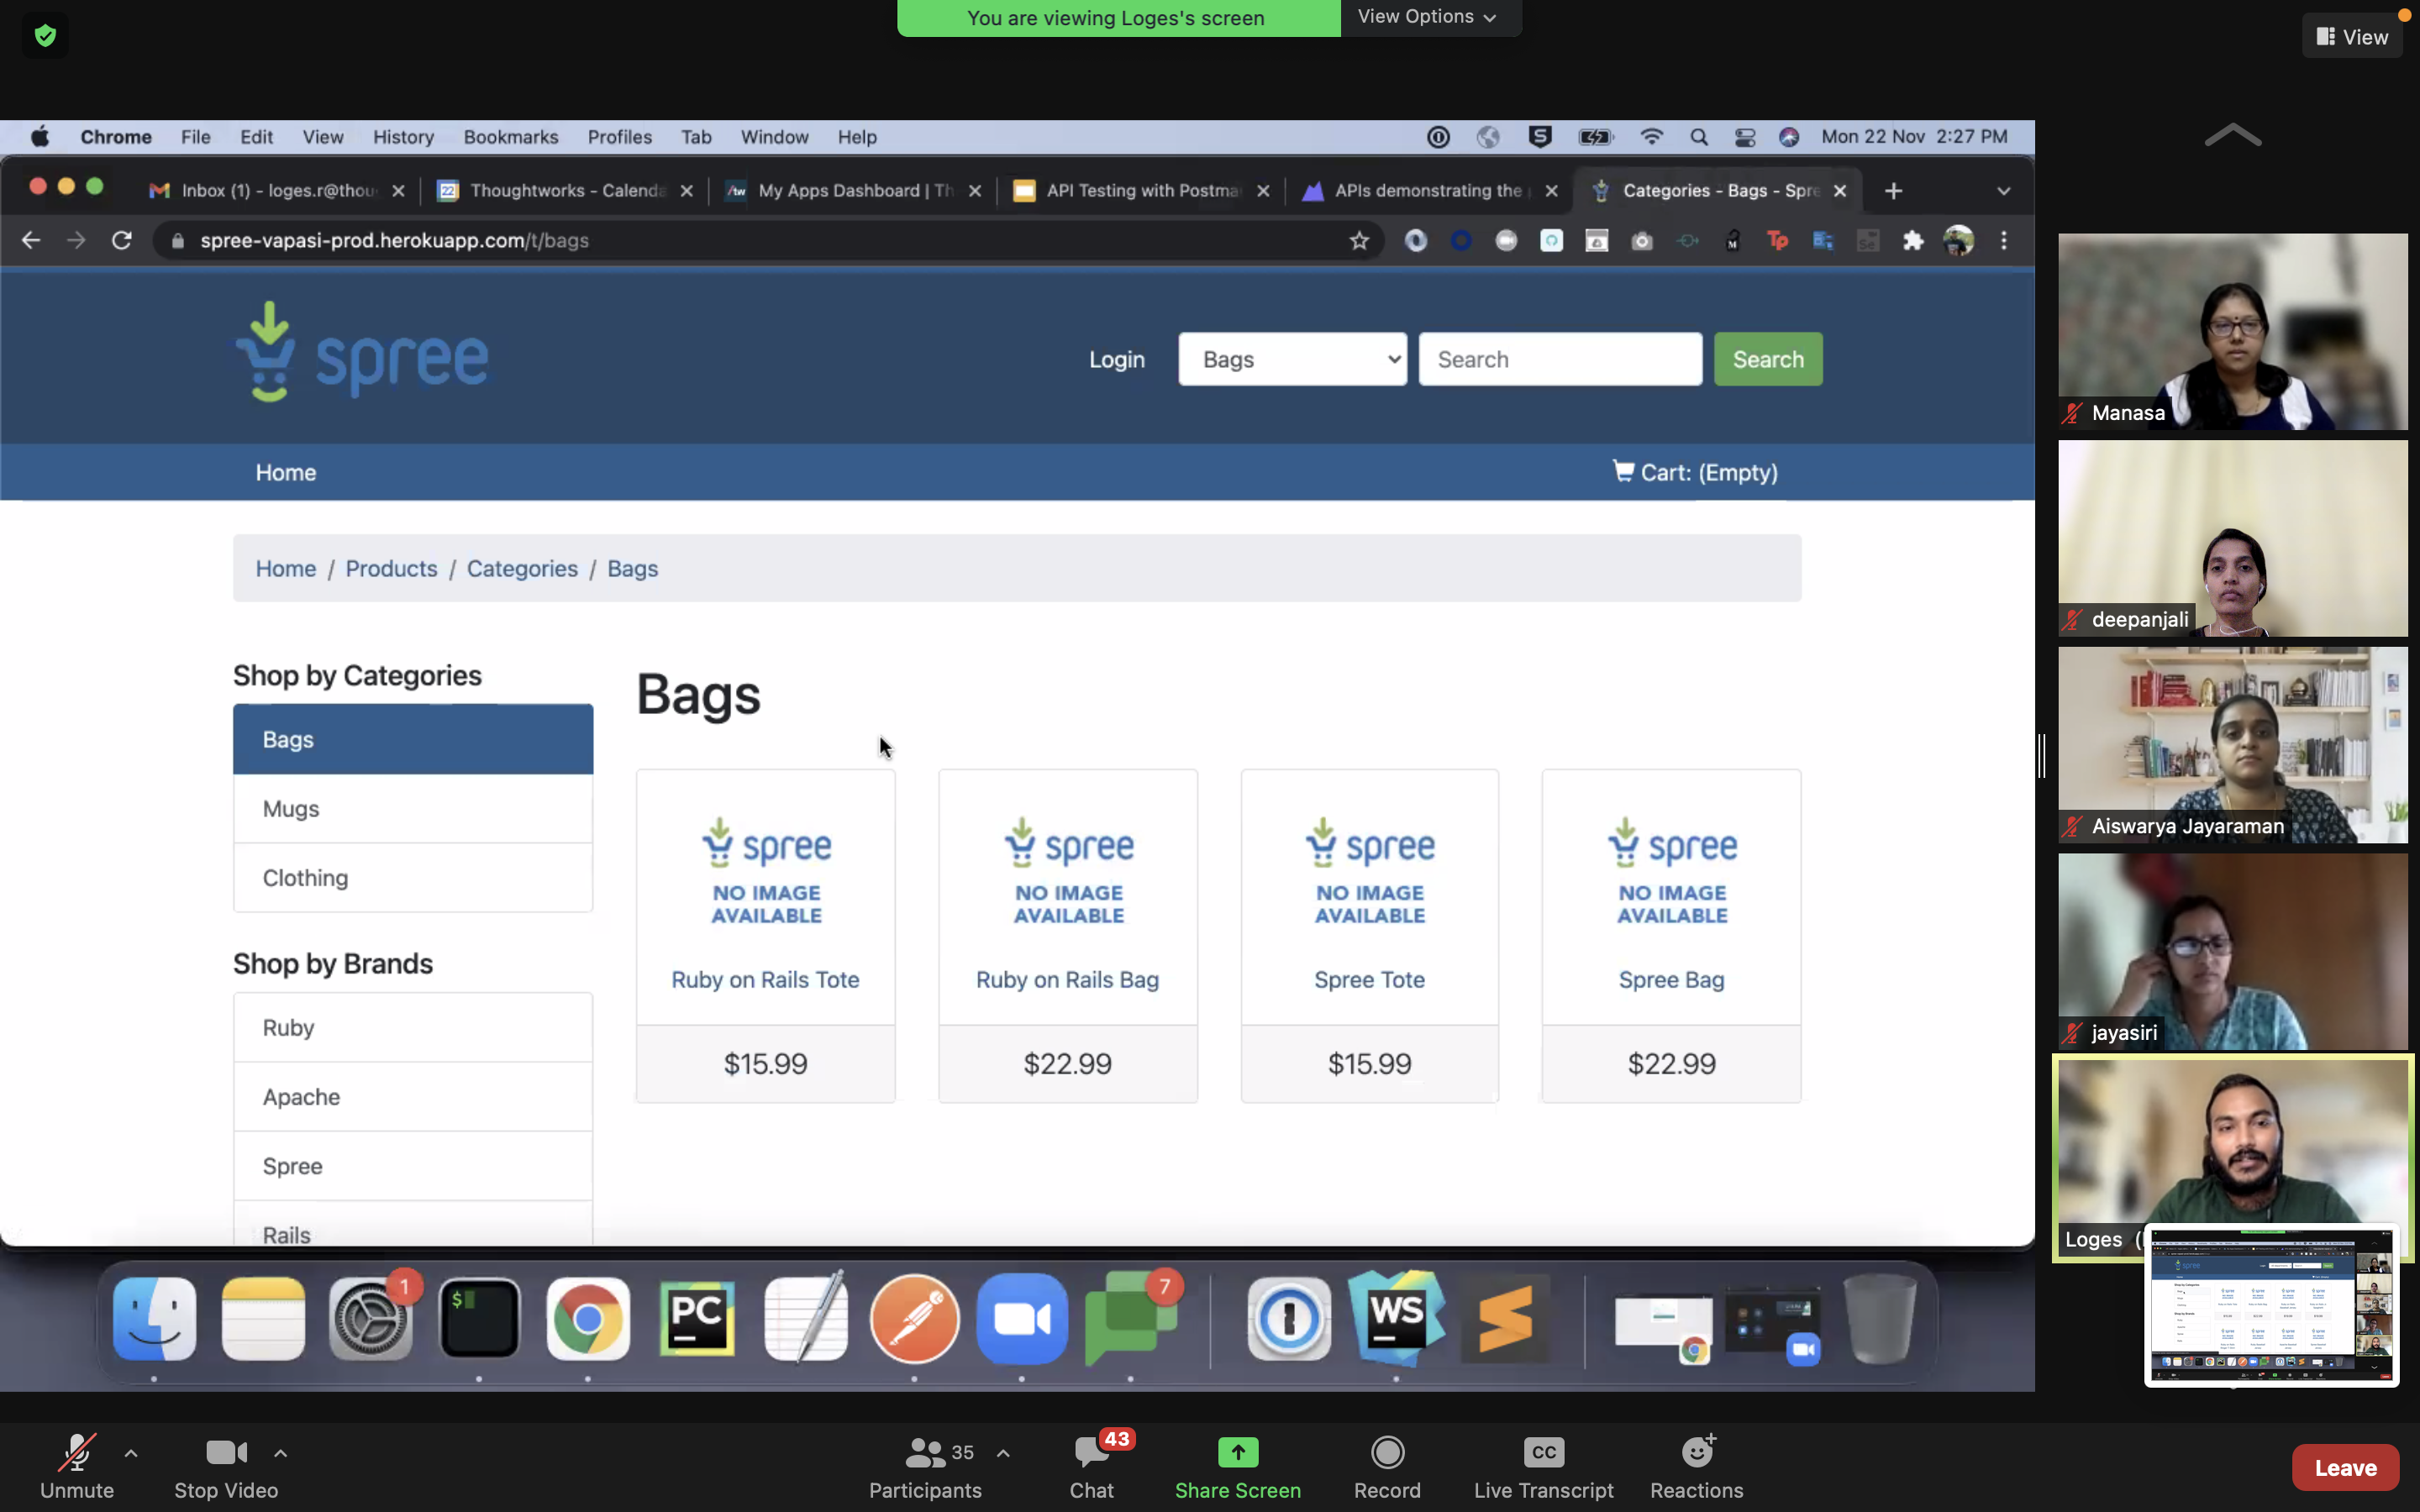 You are viewing Loges's screen
View Options
View
Chrome File Edit View History Bookmarks Profiles Tab Window Help
Mon 22 Nov 2:27 PM
Inbox (1) - loges.r@thou
Thoughtworks - Calenda
/tw My Apps Dashboard | Th
API Testing with Postma
APIs demonstrating the
Categories - Bags - Spre
spree-vapasi-prod.herokuapp.com/t/bags
spree
Login
Bags
Search
Search
Home
Cart: (Empty)
Home / Products / Categories / Bags
Shop by Categories
Bags
Mugs
Clothing
Shop by Brands
Ruby
Apache
Spree
Rails
Bags
spree
NO IMAGE
AVAILABLE
Ruby on Rails Tote
$15.99
spree
NO IMAGE
AVAILABLE
Ruby on Rails Bag
$22.99
spree
NO IMAGE
AVAILABLE
Spree Tote
$15.99
spree
NO IMAGE
AVAILABLE
Spree Bag
$22.99
Manasa
deepanjali
Aiswarya Jayaraman
jayasiri
Loges (
1
$
PC
7
WS
Unmute
Stop Video
35
Participants
43
Chat
Share Screen
Record
CC
Live Transcript
Reactions
Leave